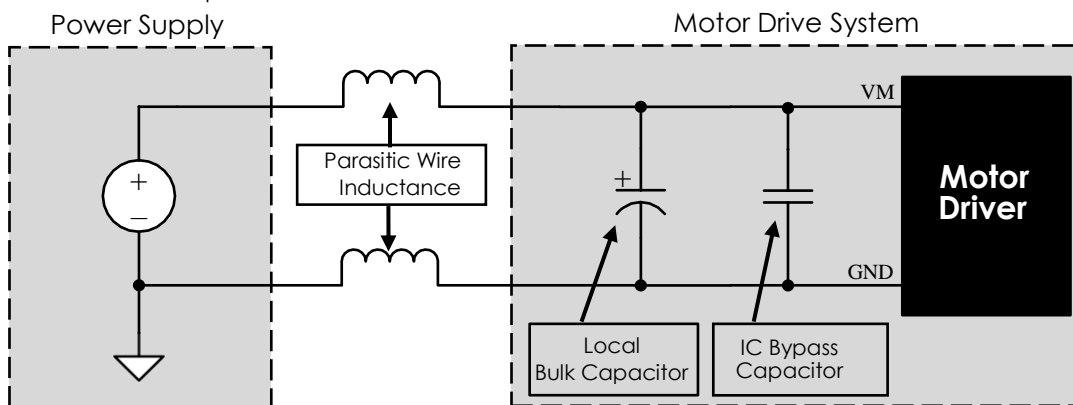 Power Supply
Motor Drive System
VM
Parasitic Wire
Inductance
+
−
+
Motor
Driver
GND
Local
Bulk Capacitor
IC Bypass
Capacitor